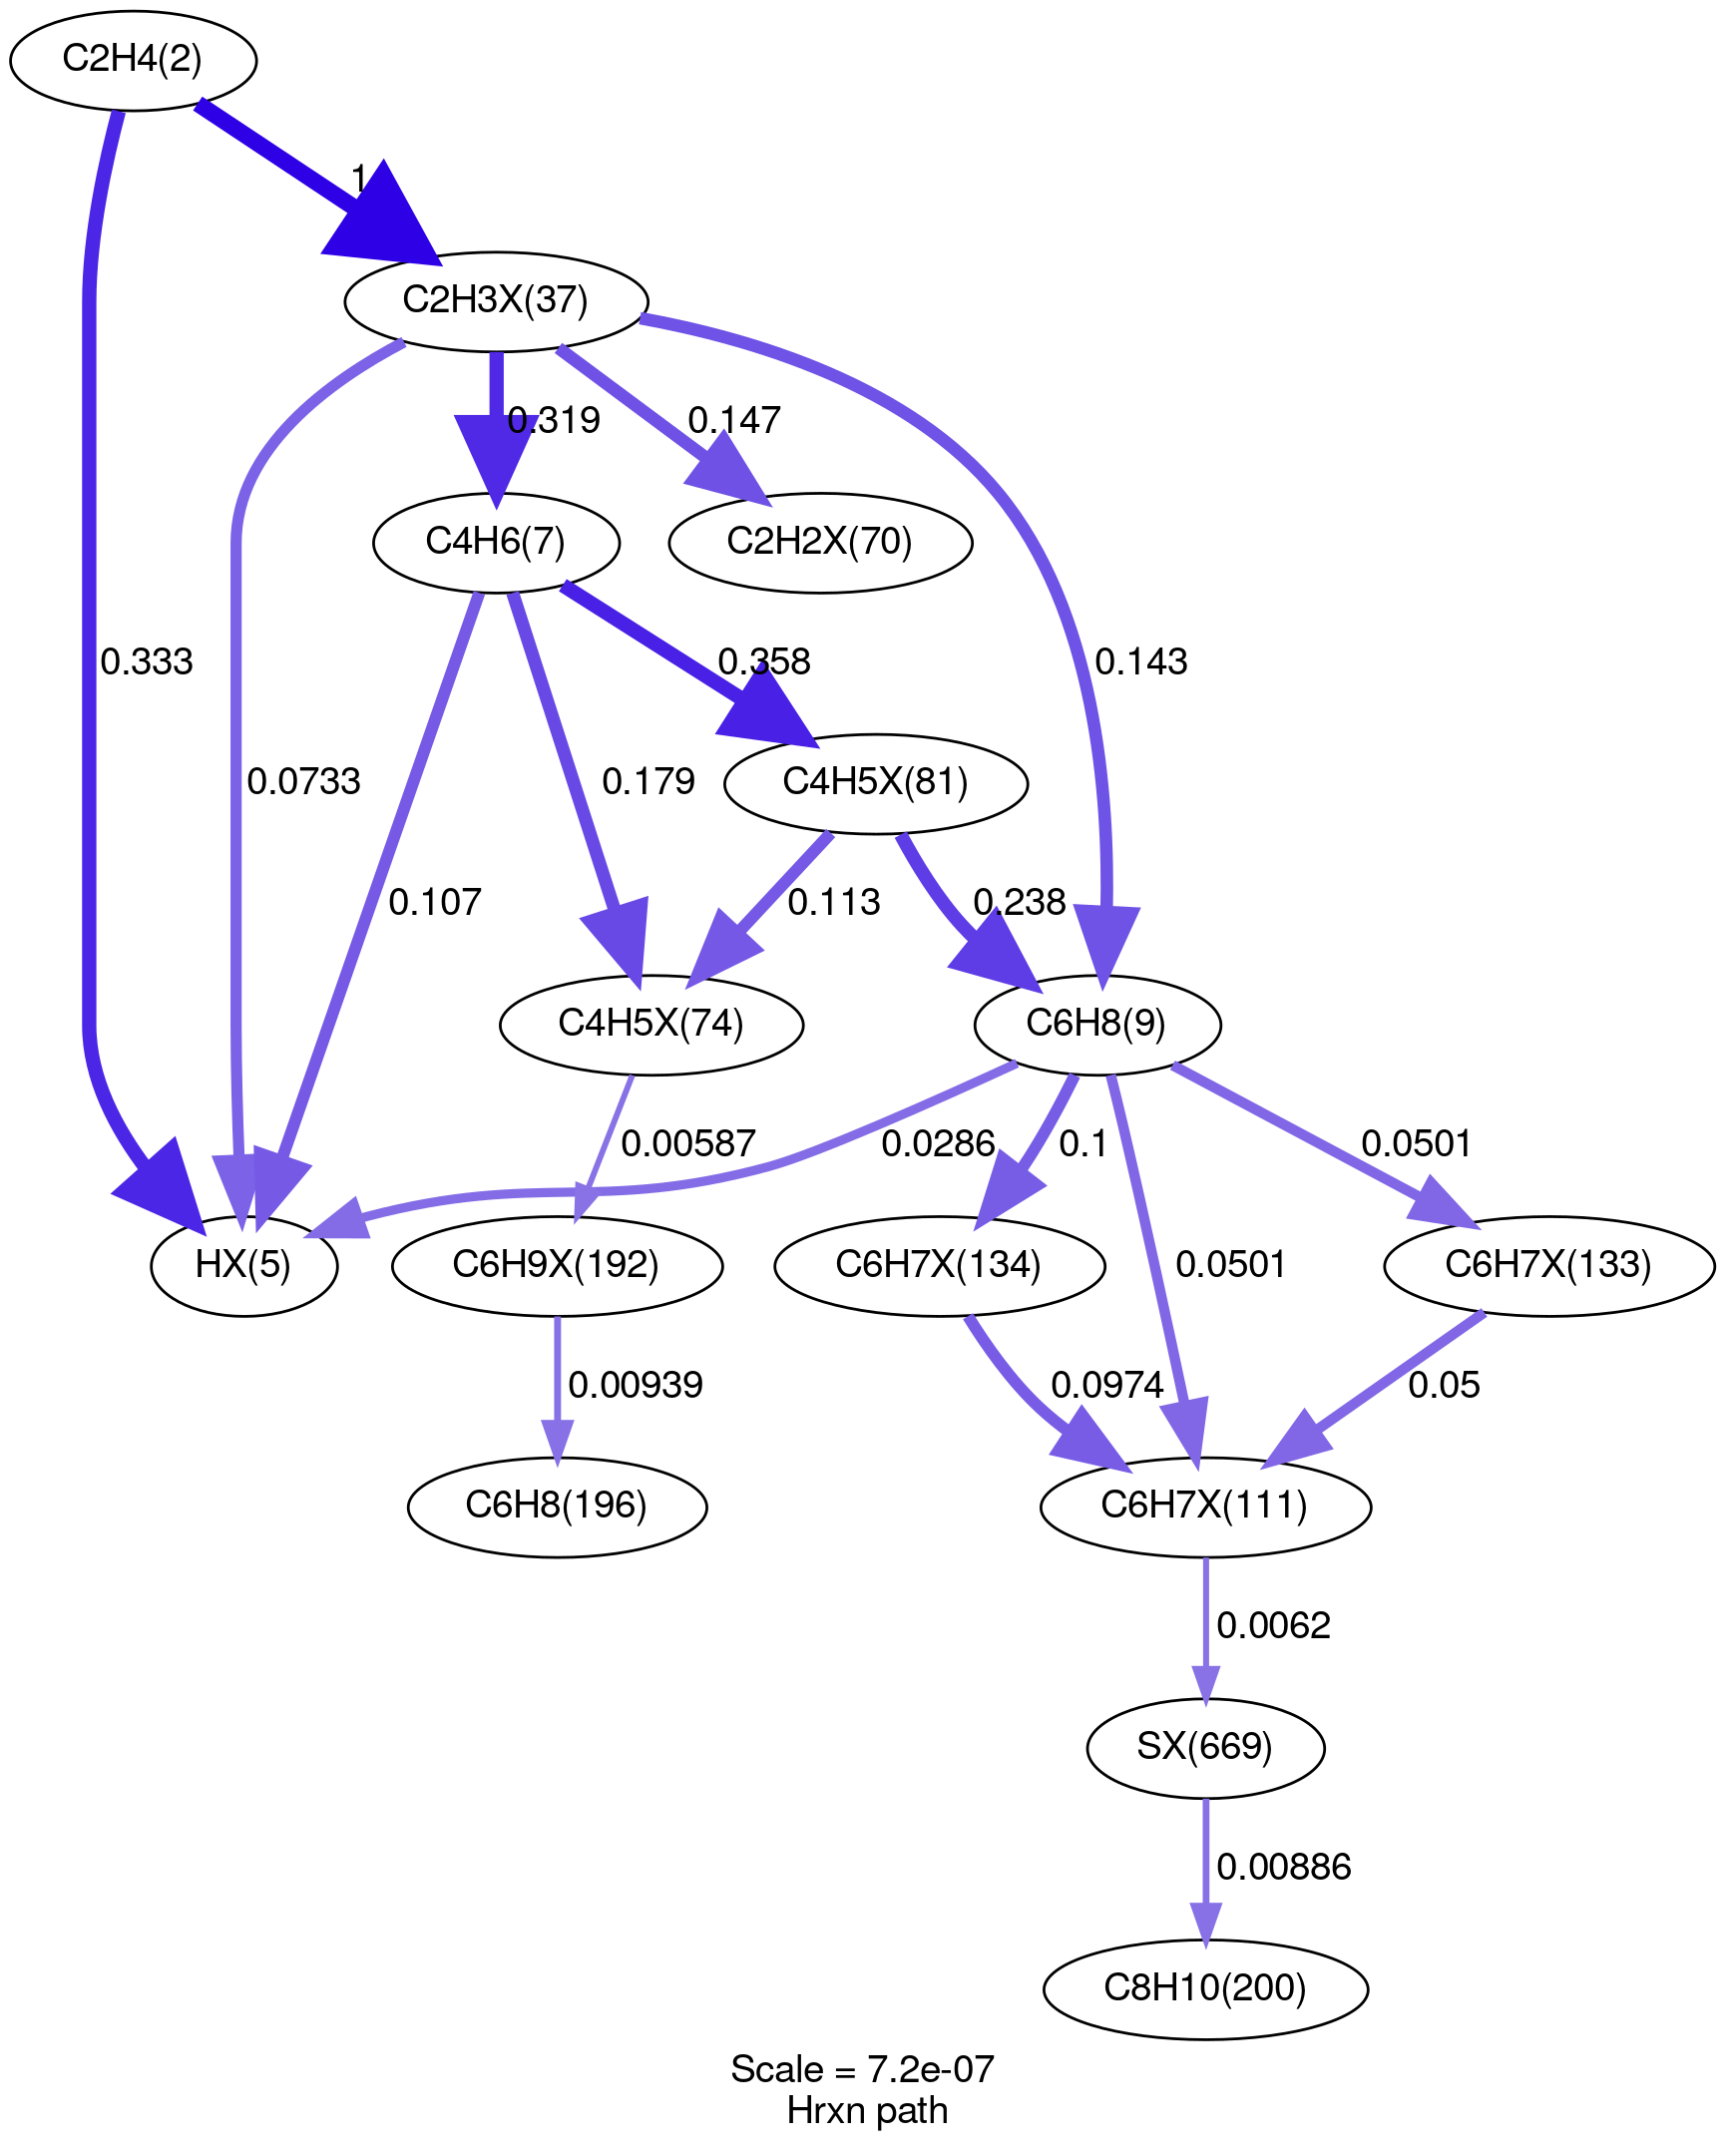 C2H4(2)
1
C2H3X(37)
0.319
0.147
C4H6(7)
C2H2X(70)
0.333
0.358
0.143
0.0733
0.179
C4H5X(81)
0.107
0.113
0.238
C4H5X(74)
C6H8(9)
0.00587
0.0286
0.1
0.0501
HX(5)
C6H9X(192)
C6H7X(134)
0.0501
C6H7X(133)
0.00939
0.0974
0.05
C6H8(196)
C6H7X(111)
0.0062
SX(669)
0.00886
C8H10(200)
Scale = 7.2e-07
Hrxn path